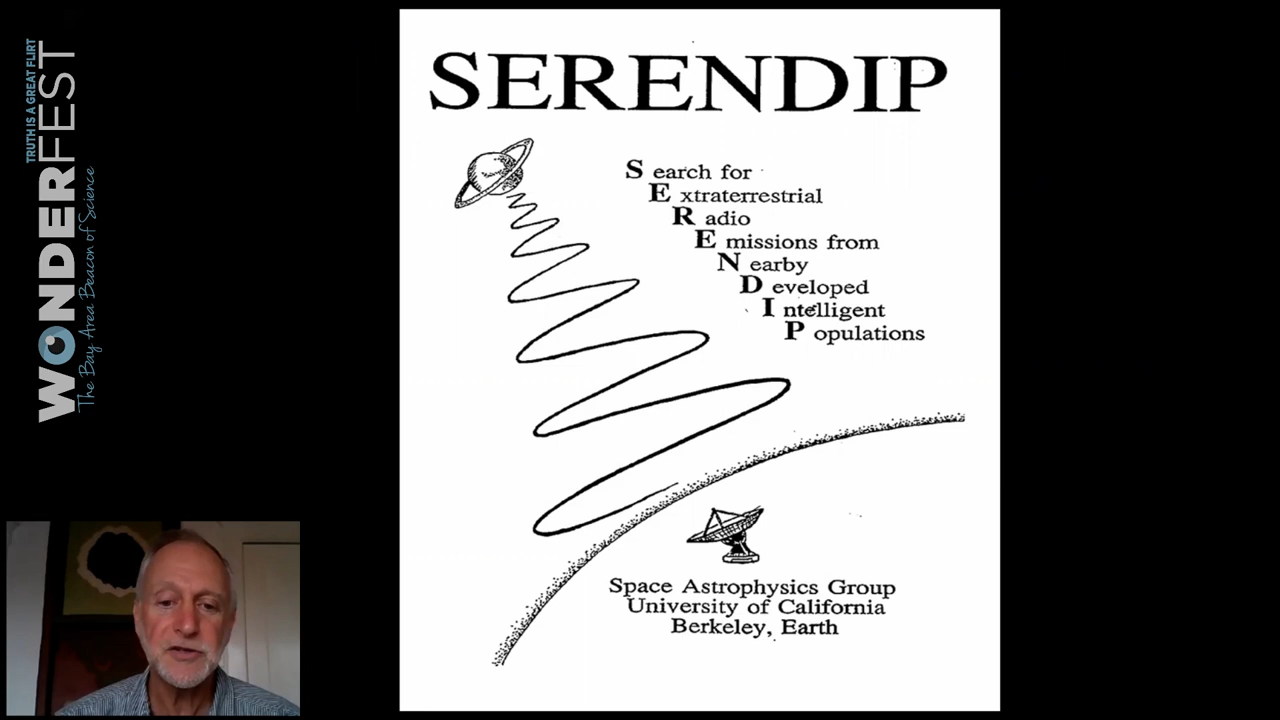 TRUTH IS A GREAT FLIRT
WONDERFEST
The Bay Area Beacon of Science
SERENDIP
Search for
Extraterrestrial
Radio
Emissions from
Nearby
Developed
Intelligent
Populations
Space Astrophysics Group
University of California
Berkeley, Earth